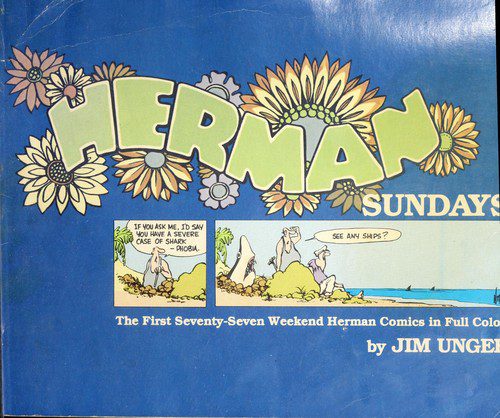 HERMAN
SUNDAYS
IF YOU ASK ME, I'D SAY
YOU HAVE A SEVERE
CASE OF SHARK
-PHOBIA.
SEE ANY SHIPS?
The First Seventy-Seven Weekend Herman Comics in Full Colo
by JIM UNGER